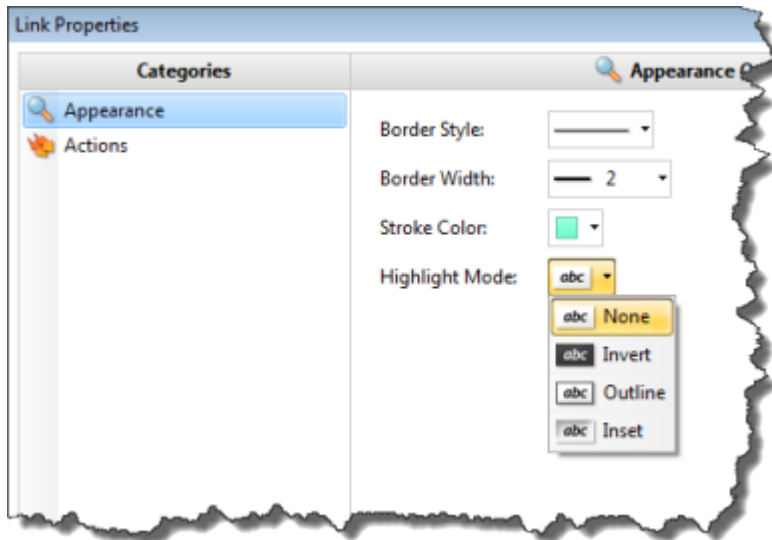 Link Properties
Categories
Appearance
Appearance
Actions
Border Style:
Border Width: 2
Stroke Color:
Highlight Mode: abc
abc None
abc Invert
abc Outline
abc Inset